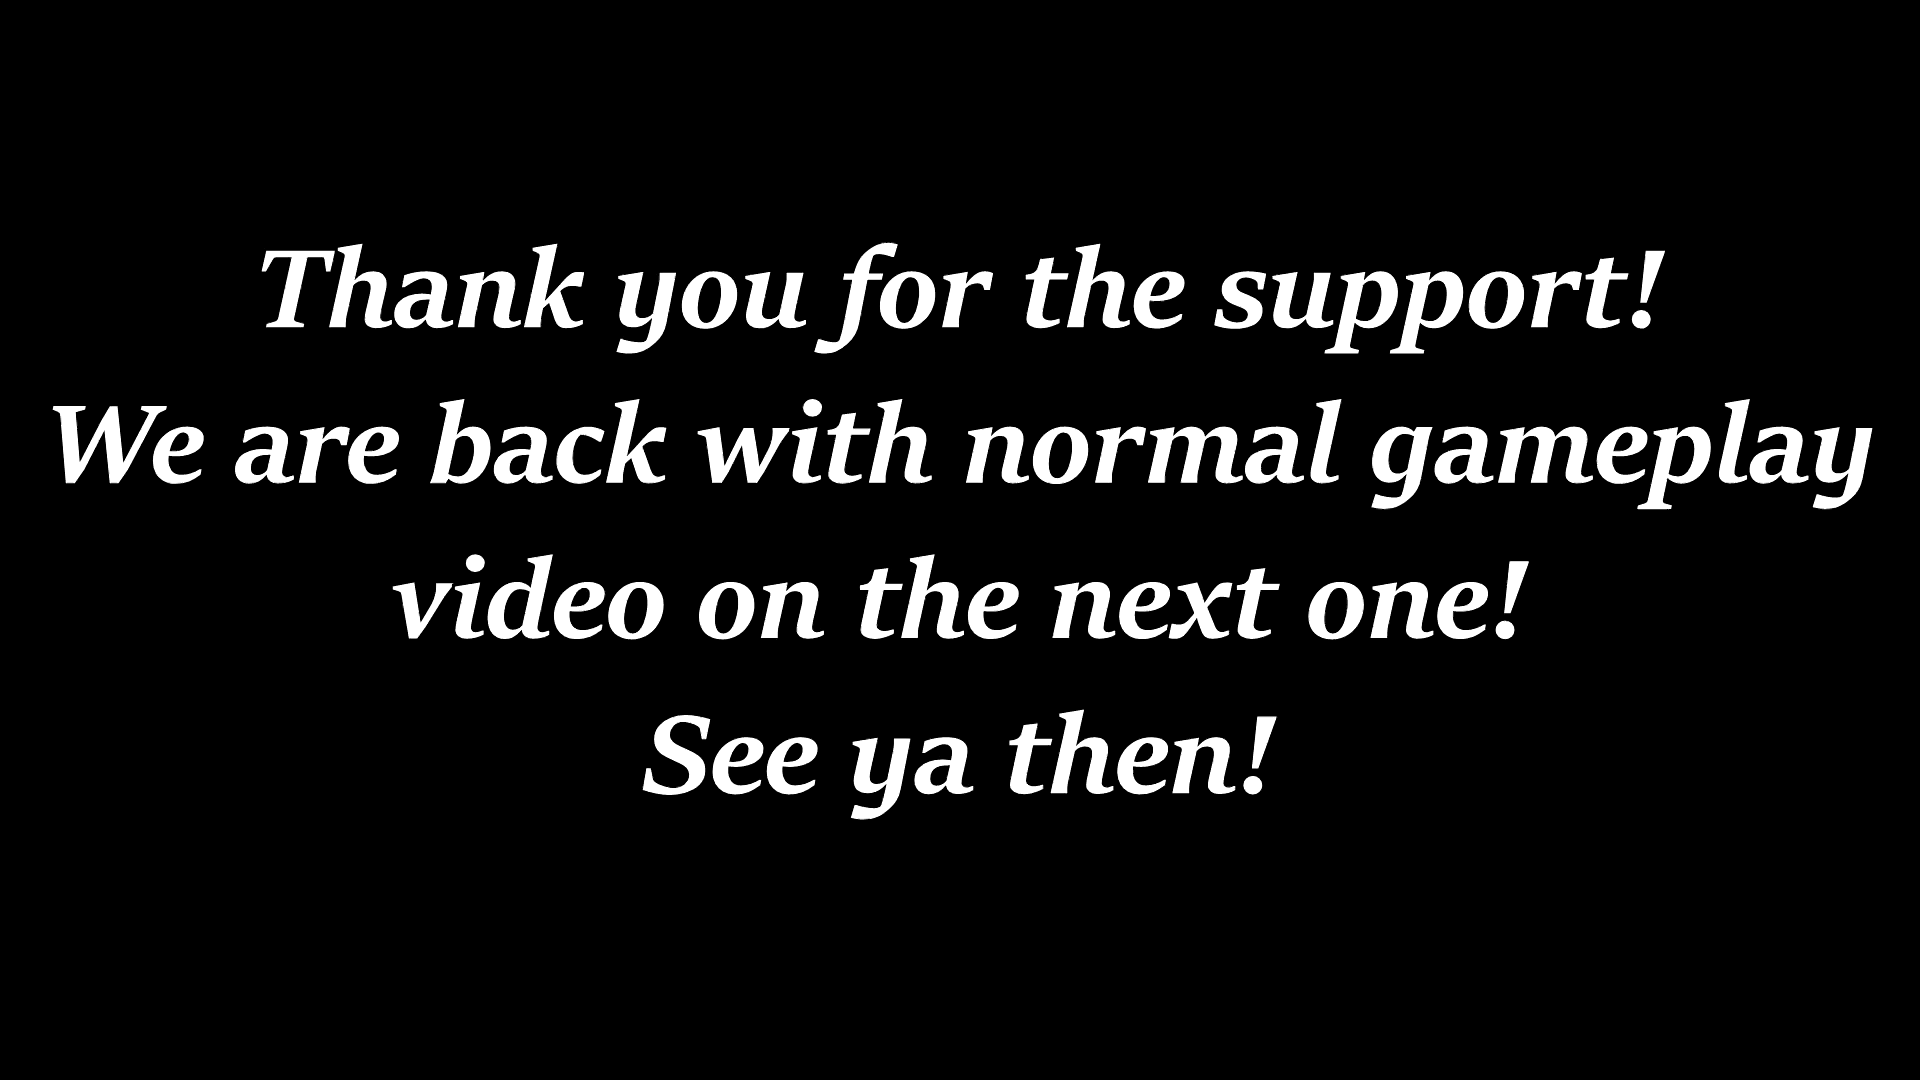 Thank you for the support!
We are back with normal gameplay
video on the next one!
See ya then!